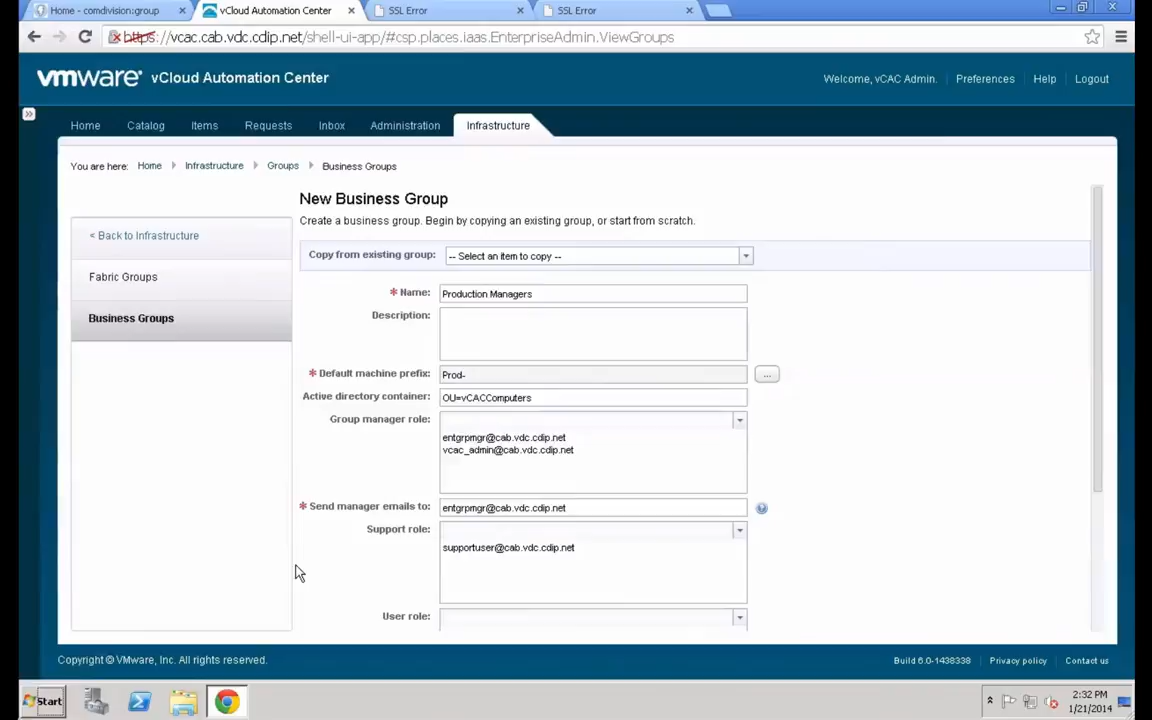 Home - comdivision:group
vCloud Automation Center
SSL Error
SSL Error
https://vcac.cab.vdc.cdip.net/shell-ui-app/#csp.places.iaas.EnterpriseAdmin.ViewGroups
vmware vCloud Automation Center
Welcome, vCAC Admin.
Preferences
Help
Logout
Home
Catalog
Items
Requests
Inbox
Administration
Infrastructure
You are here: Home Infrastructure Groups Business Groups
< Back to Infrastructure
Fabric Groups
Business Groups
New Business Group
Create a business group. Begin by copying an existing group, or start from scratch.
Copy from existing group: -- Select an item to copy --
* Name: Production Managers
Description:
* Default machine prefix: Prod- ...
Active directory container: OU=vCACComputers
Group manager role:
entgrpmgr@cab.vdc.cdip.net
vcac_admin@cab.vdc.cdip.net
* Send manager emails to: entgrpmgr@cab.vdc.cdip.net
Support role:
supportuser@cab.vdc.cdip.net
User role:
Copyright © VMware, Inc. All rights reserved.
Build 6.0-1438338
Privacy policy
Contact us
Start
2:32 PM
1/21/2014